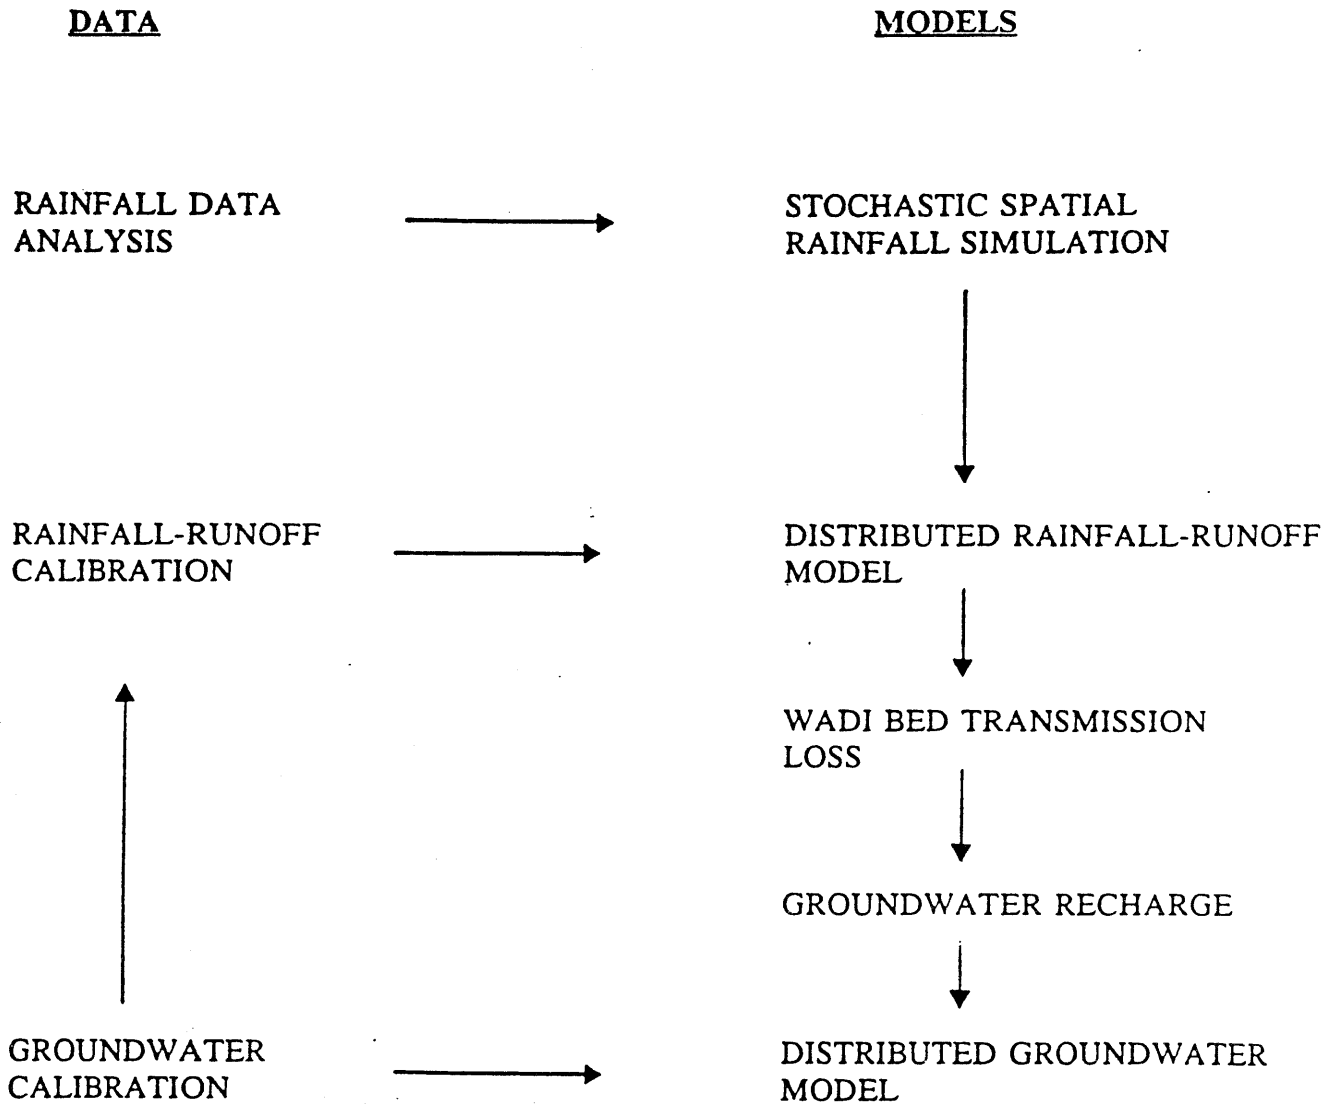 DATA
MODELS
RAINFALL DATA
ANALYSIS
STOCHASTIC SPATIAL
RAINFALL SIMULATION
RAINFALL-RUNOFF
CALIBRATION
DISTRIBUTED RAINFALL-RUNOFF
MODEL
WADI BED TRANSMISSION
LOSS
GROUNDWATER RECHARGE
GROUNDWATER
CALIBRATION
DISTRIBUTED GROUNDWATER
MODEL